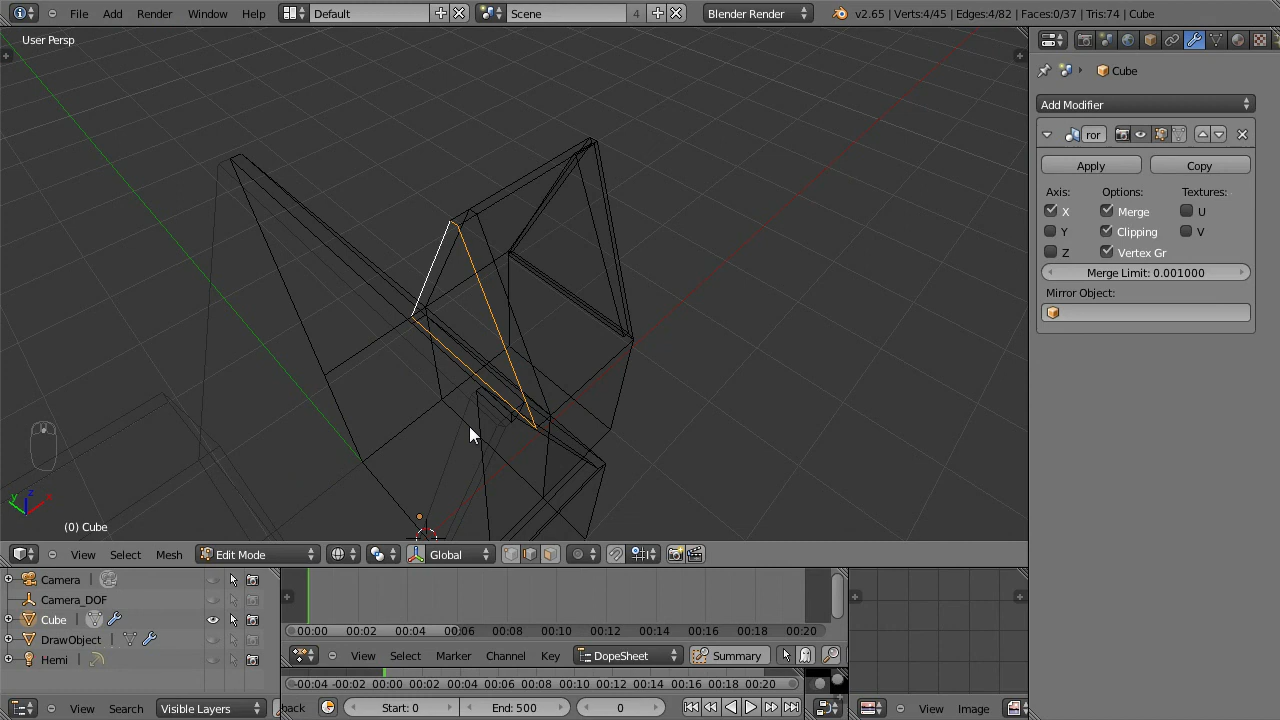 File Add Render Window Help Default Scene 4 Blender Render v2.65 | Verts:4/45 | Edges:4/82 | Faces:0/37 | Tris:74 | Cube
User Persp
Cube
Add Modifier
ror
Apply Copy
Axis: Options: Textures:
X Merge U
Y Clipping V
Z Vertex Gr
Merge Limit: 0.001000
Mirror Object:
y z x
(0) Cube
View Select Mesh Edit Mode Global
Camera
Camera_DOF
Cube
DrawObject
Hemi
00:00 00:02 00:04 00:06 00:08 00:10 00:12 00:14 00:16 00:18 00:20
View Select Marker Channel Key DopeSheet Summary
-00:04 -00:02 00:00 00:02 00:04 00:06 00:08 00:10 00:12 00:14 00:16 00:18 00:20
View Search Visible Layers back Start: 0 End: 500 0 View Image